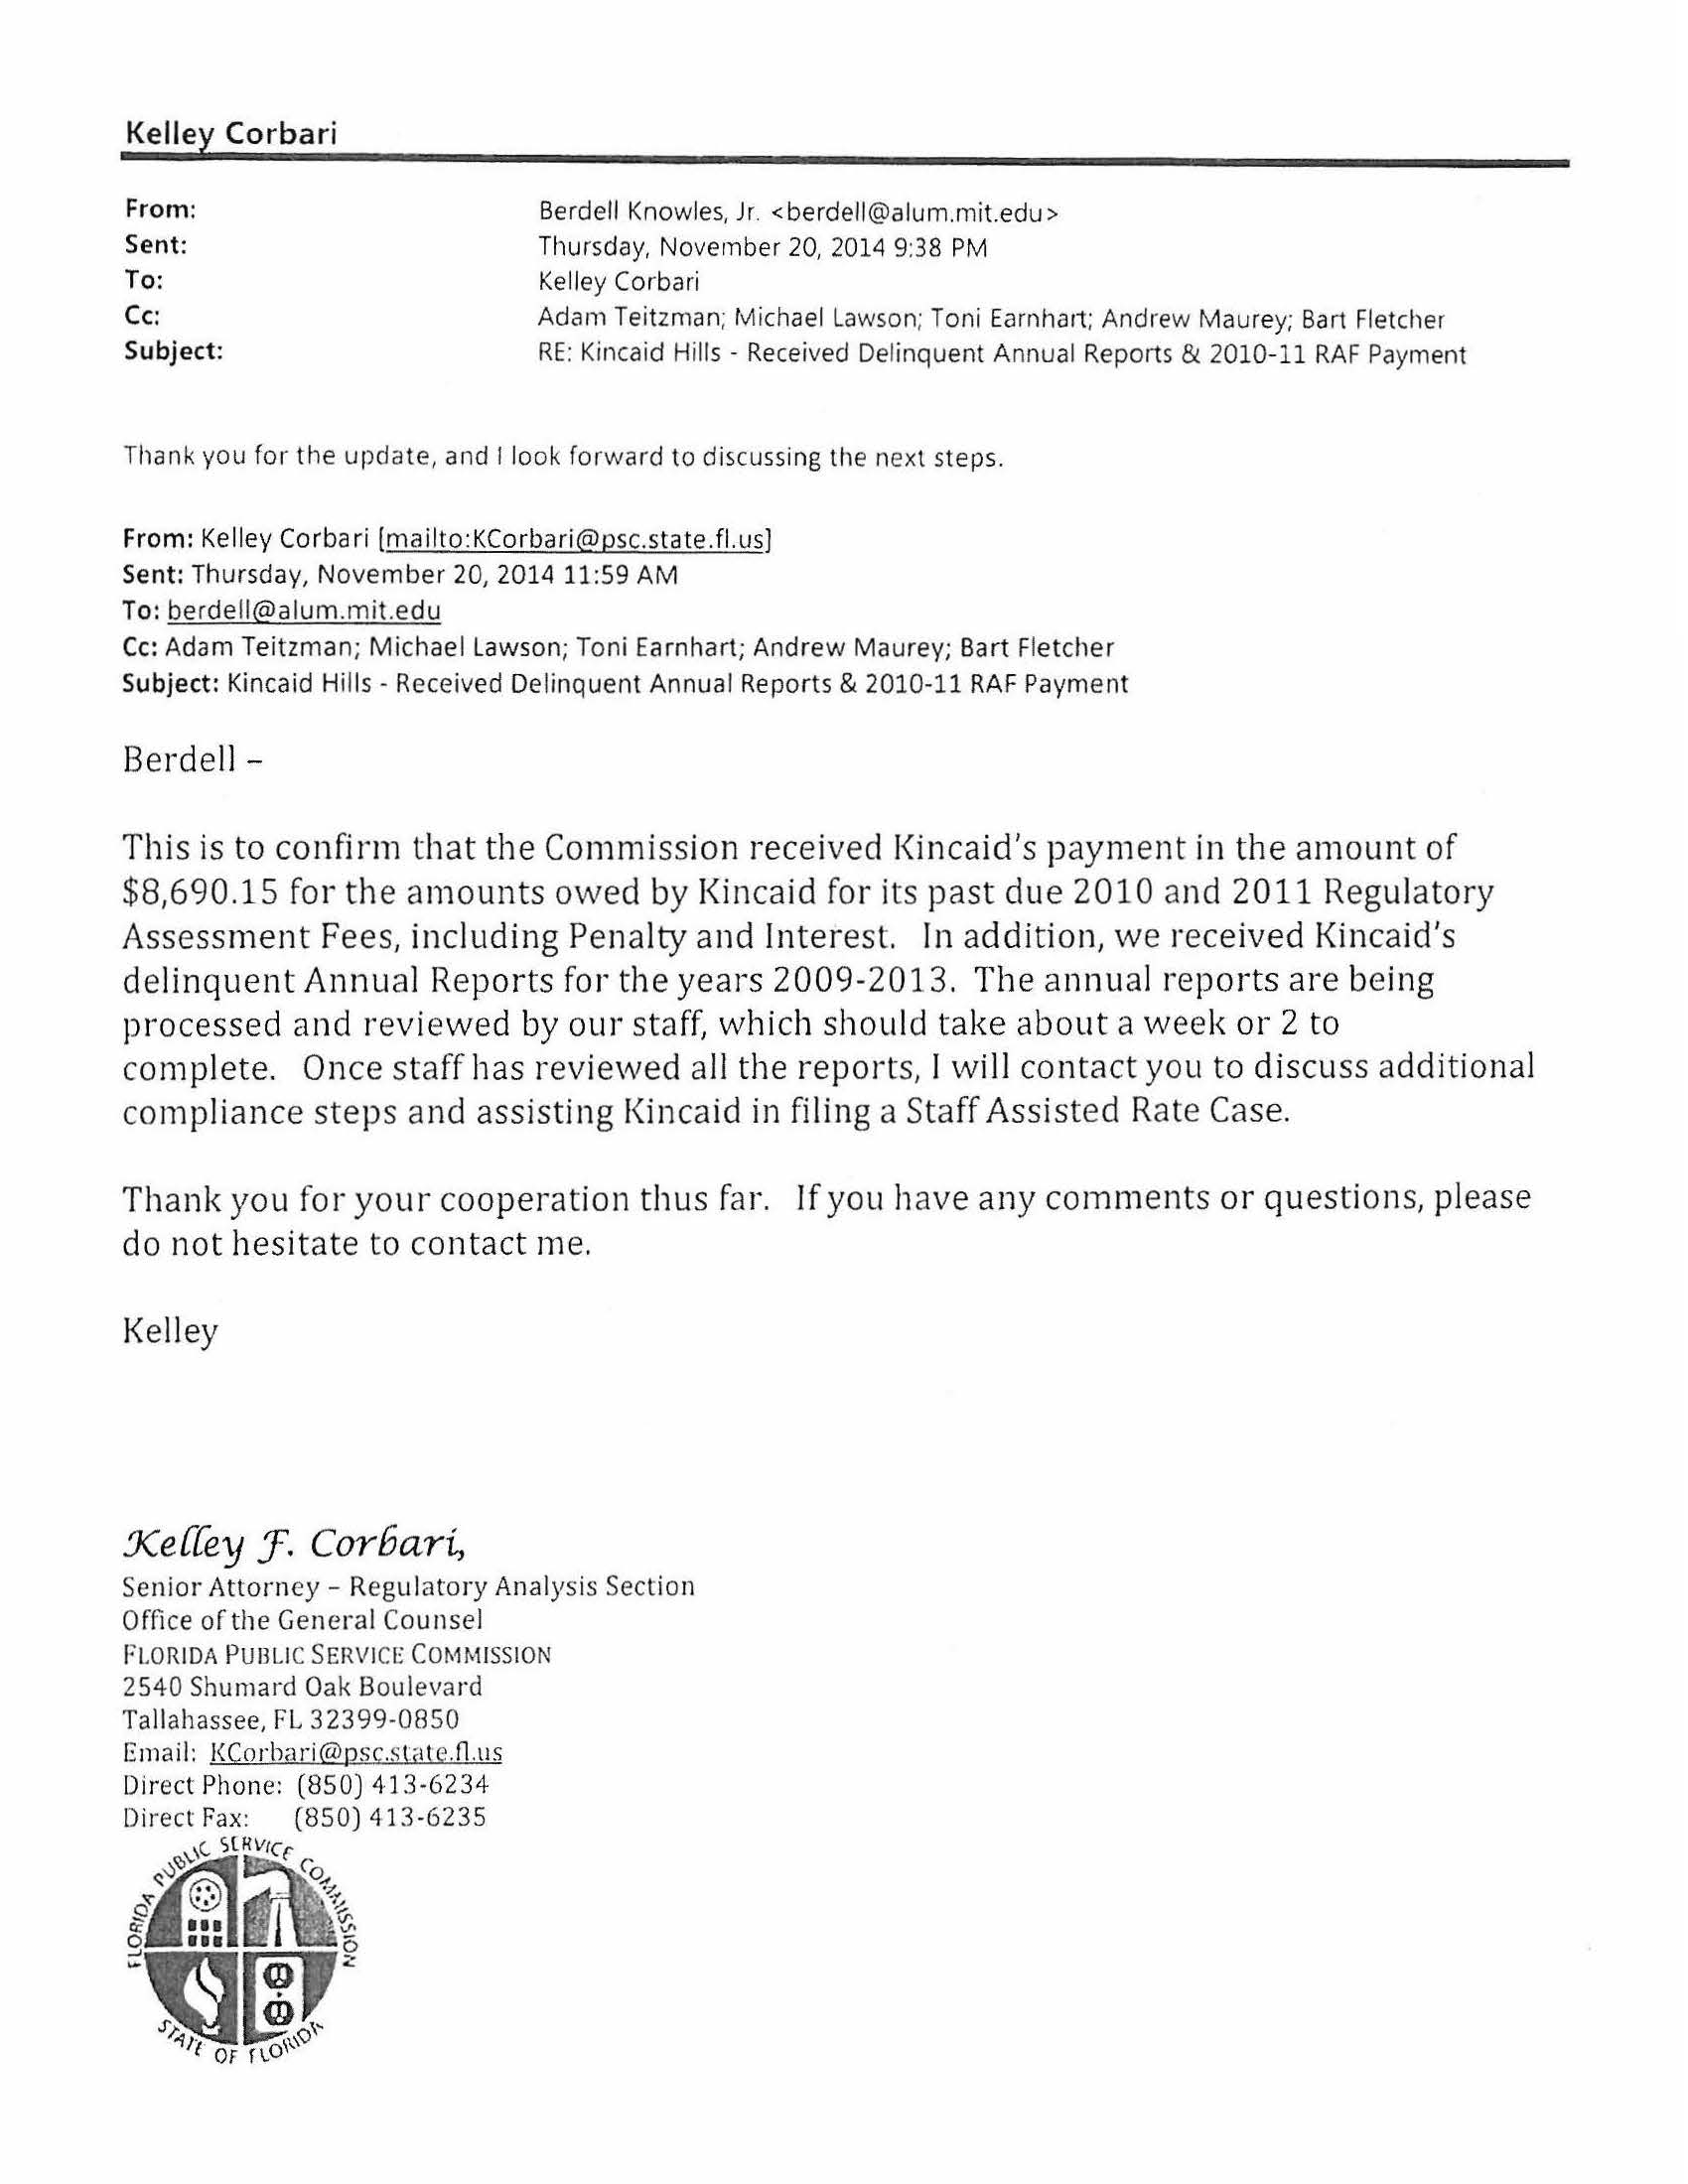 Kelley Corbari
From: Berdell Knowles, Jr. <berdell@alum.mit.edu>
Sent: Thursday, November 20, 2014 9:38 PM
To: Kelley Corbari
Cc: Adam Teitzman; Michael Lawson; Toni Earnhart; Andrew Maurey; Bart Fletcher
Subject: RE: Kincaid Hills - Received Delinquent Annual Reports & 2010-11 RAF Payment
Thank you for the update, and I look forward to discussing the next steps.
From: Kelley Corbari [mailto:KCorbari@psc.state.fl.us]
Sent: Thursday, November 20, 2014 11:59 AM
To: berdell@alum.mit.edu
Cc: Adam Teitzman; Michael Lawson; Toni Earnhart; Andrew Maurey; Bart Fletcher
Subject: Kincaid Hills - Received Delinquent Annual Reports & 2010-11 RAF Payment
Berdell –
This is to confirm that the Commission received Kincaid's payment in the amount of
$8,690.15 for the amounts owed by Kincaid for its past due 2010 and 2011 Regulatory
Assessment Fees, including Penalty and Interest. In addition, we received Kincaid's
delinquent Annual Reports for the years 2009-2013. The annual reports are being
processed and reviewed by our staff, which should take about a week or 2 to
complete. Once staff has reviewed all the reports, I will contact you to discuss additional
compliance steps and assisting Kincaid in filing a Staff Assisted Rate Case.
Thank you for your cooperation thus far. If you have any comments or questions, please
do not hesitate to contact me.
Kelley
Kelley F. Corbari,
Senior Attorney – Regulatory Analysis Section
Office of the General Counsel
FLORIDA PUBLIC SERVICE COMMISSION
2540 Shumard Oak Boulevard
Tallahassee, FL 32399-0850
Email: KCorbari@psc.state.fl.us
Direct Phone: (850) 413-6234
Direct Fax: (850) 413-6235
FLORIDA PUBLIC SERVICE COMMISSION
STATE OF FLORIDA